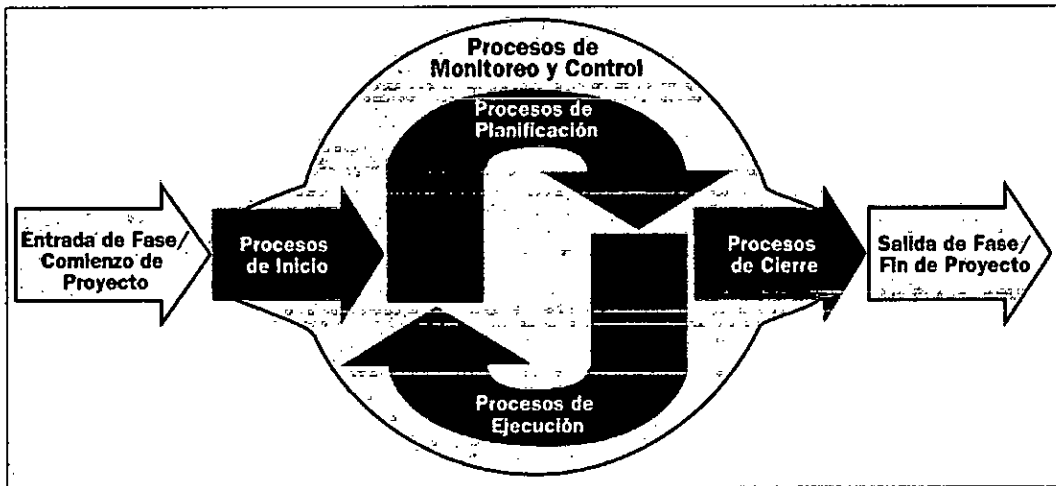 Procesos de
Monitoreo y Control
Procesos de
Planificación
Entrada de Fase/
Comienzo de
Proyecto
Procesos
de Inicio
Procesos
de Cierre
Salida de Fase/
Fin de Proyecto
Procesos de
Ejecución